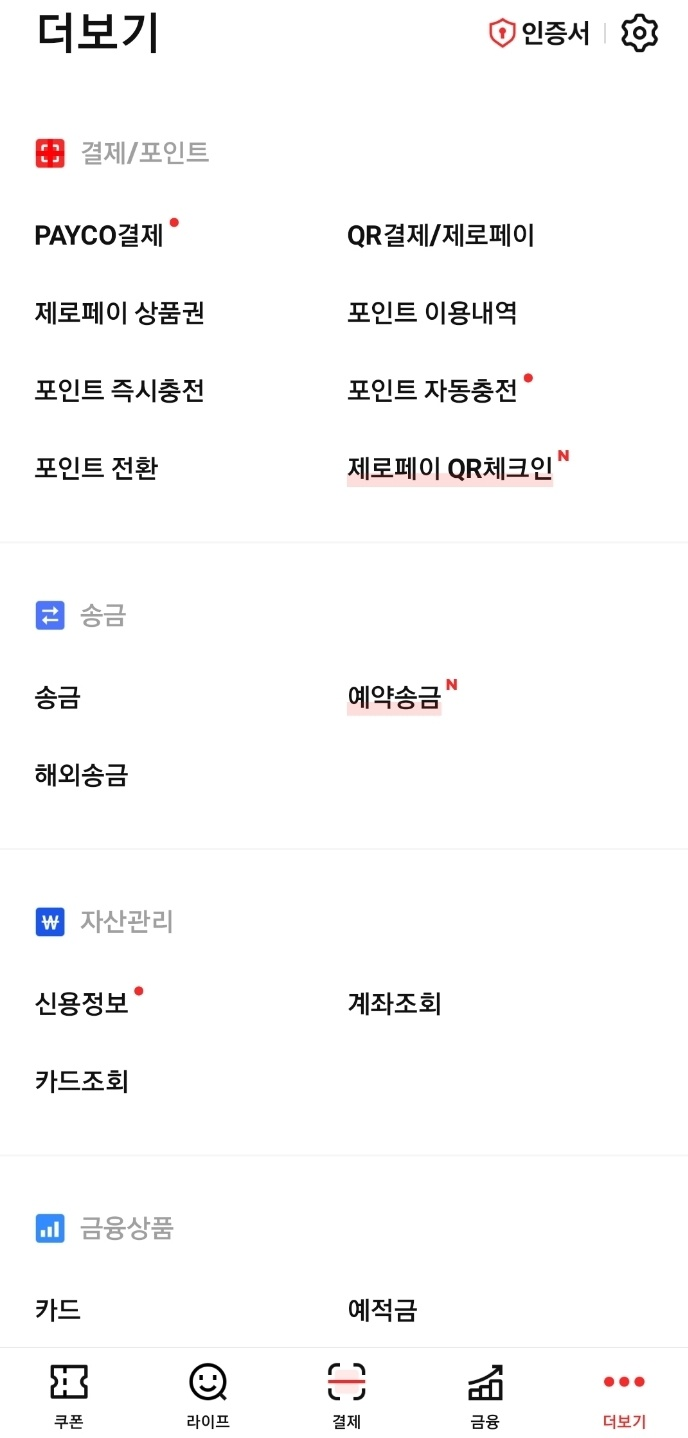 더보기
인증서
결제/포인트
PAYCO결제
QR결제/제로페이
제로페이 상품권
포인트 이용내역
포인트 즉시충전
포인트 자동충전
포인트 전환
제로페이 QR체크인 N
송금
송금
예약송금 N
해외송금
₩ 자산관리
신용정보
계좌조회
카드조회
금융상품
카드
예적금
쿠폰
라이프
결제
금융
더보기